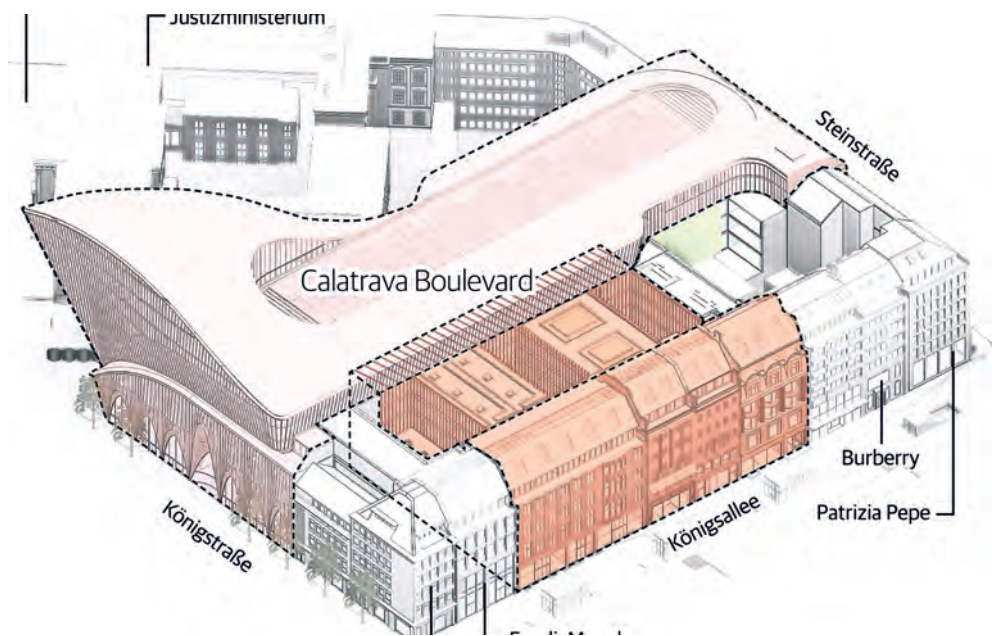 Justizministerium
Steinstraße
Calatrava Boulevard
Burberry
Königstraße
Königsallee
Patrizia Pepe